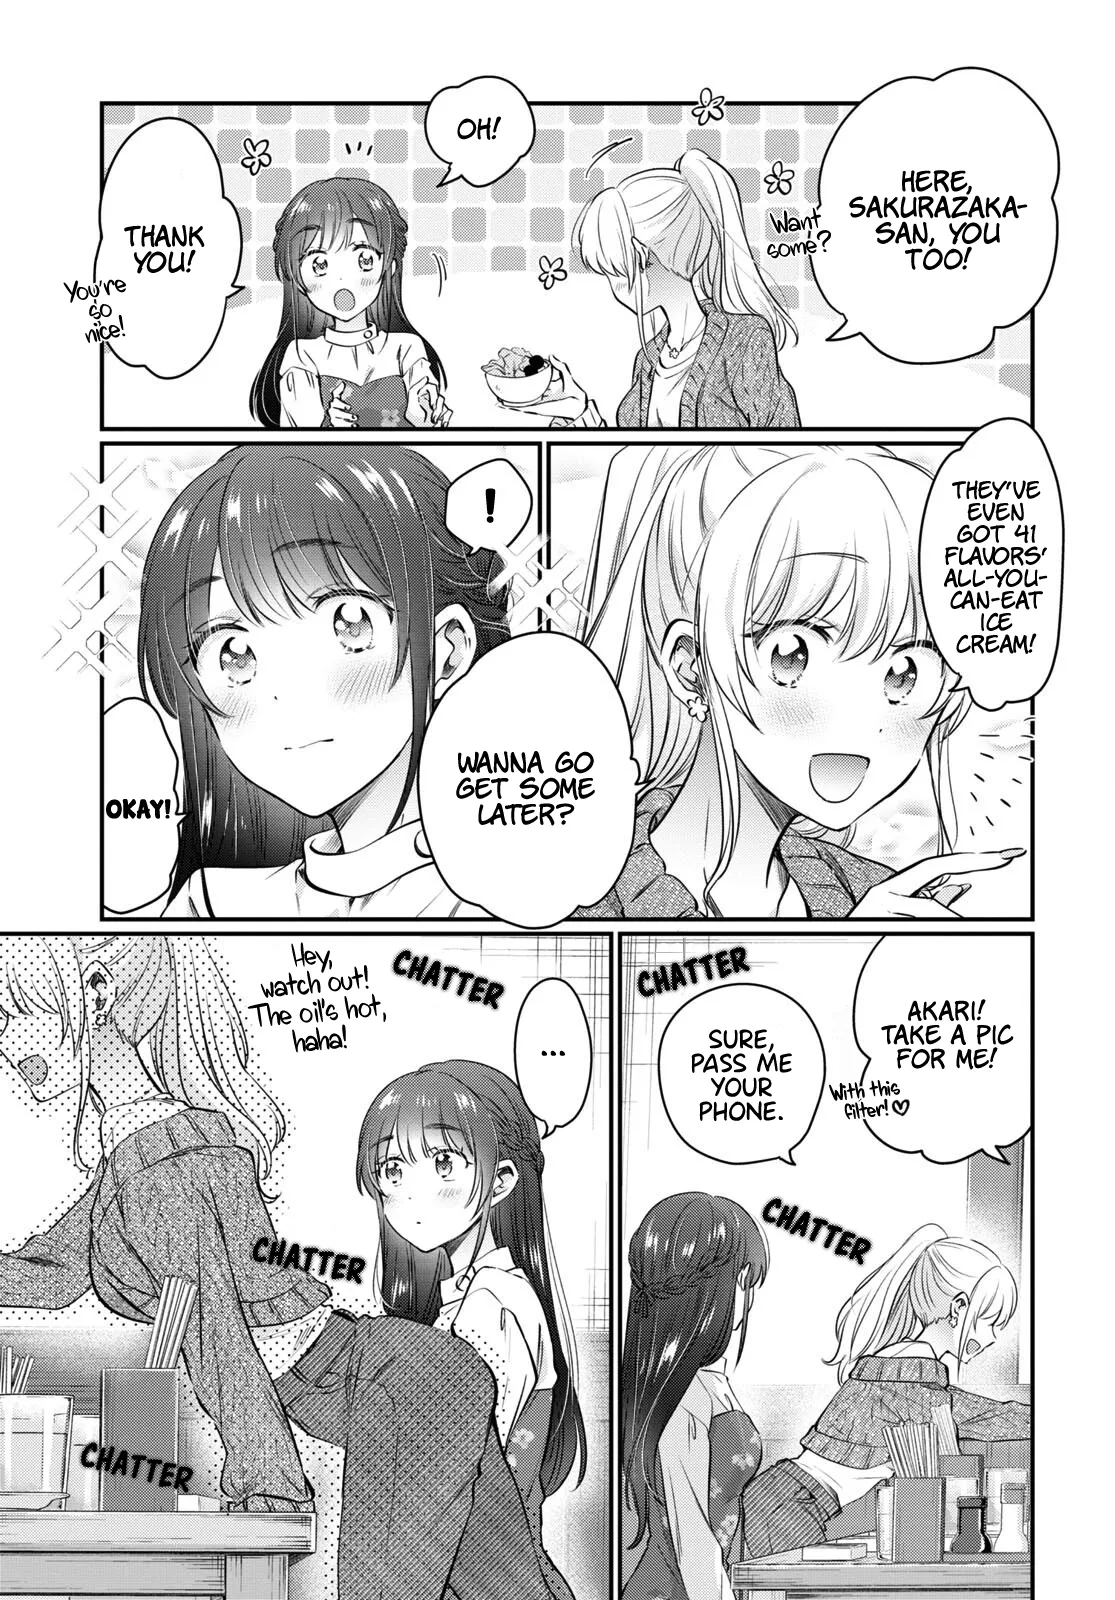 HERE,
SAKURAZAKA-
SAN, YOU
TOO!
Want
some?
OH!
THANK
YOU!
You're
so
nice!
THEY'VE
EVEN
GOT 41
FLAVORS'
ALL-YOU-
CAN-EAT
ICE
CREAM!
!
WANNA GO
GET SOME
LATER?
OKAY!
AKARI!
TAKE A PIC
FOR ME!
With this
filter!♡
CHATTER
SURE,
PASS ME
YOUR
PHONE.
CHATTER
CHATTER
...
Hey,
watch out!
The oil's hot,
haha!
CHATTER
CHATTER